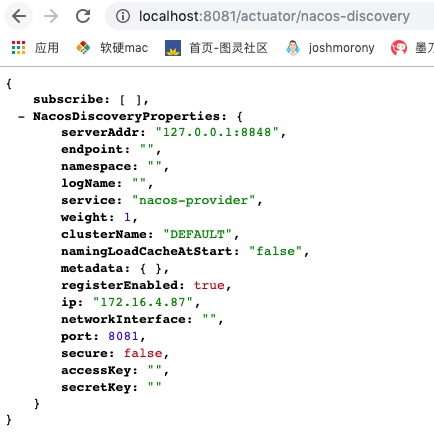 localhost:8081/actuator/nacos-discovery
应用 软硬mac 首页-图灵社区 joshmorony
{
subscribe: [ ],
- NacosDiscoveryProperties: {
serverAddr: "127.0.0.1:8848",
endpoint: "",
namespace: "",
logName: "",
service: "nacos-provider",
weight: 1,
clusterName: "DEFAULT",
namingLoadCacheAtStart: "false",
metadata: { },
registerEnabled: true,
ip: "172.16.4.87",
networkInterface: "",
port: 8081,
secure: false,
accessKey: "",
secretKey: ""
}
}